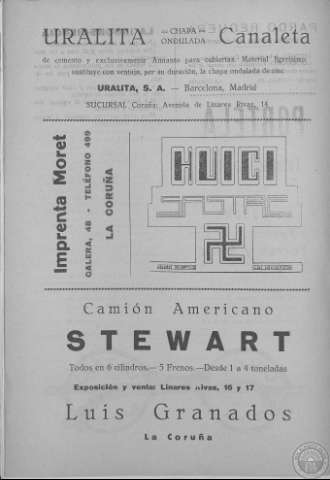 URALITA CHAPA ONDULADA Canaleta
de cemento y exclusivamente Amianto para cubiertas. Material ligerísimo
sustituye con ventaja, por su duración, la chapa ondulada de zinc
URALITA, S. A. — Barcelona, Madrid
SUCURSAL Coruña: Avenida de Linares Rivas, 14
Imprenta Moret
GALERA, 48 - TELÉFONO 499
LA CORUÑA
HUICI
Camión Americano
STEWART
Todos en 6 cilindros.— 5 Frenos.—Desde 1 a 4 toneladas
Exposición y venta: Linares Rivas, 16 y 17
Luis Granados
La Coruña